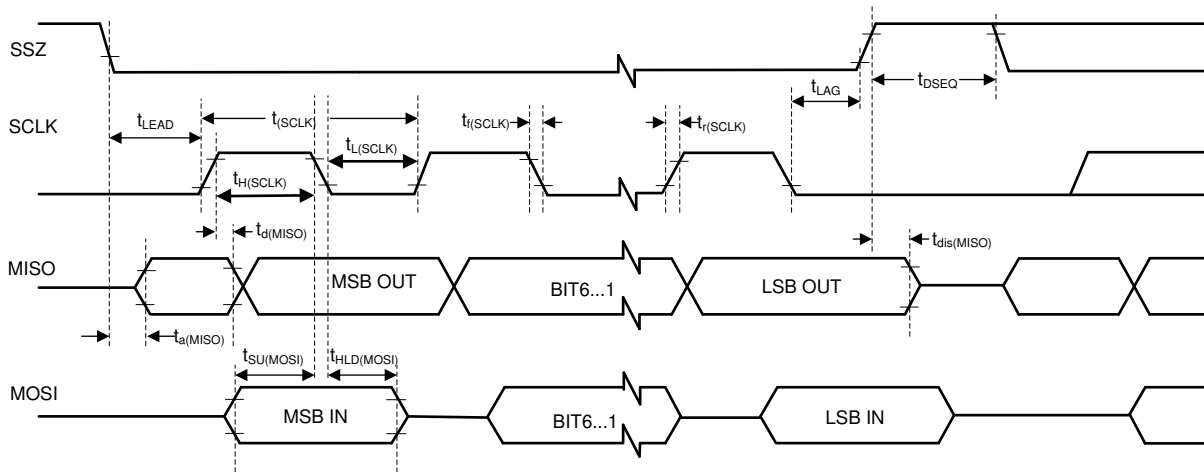 SSZ
tDSEQ
tLAG
SCLK
tLEAD
t(SCLK)
tf(SCLK)
tr(SCLK)
tL(SCLK)
tH(SCLK)
td(MISO)
tdis(MISO)
MISO
MSB OUT
BIT6...1
LSB OUT
ta(MISO)
tSU(MOSI)
tHLD(MOSI)
MOSI
MSB IN
BIT6...1
LSB IN